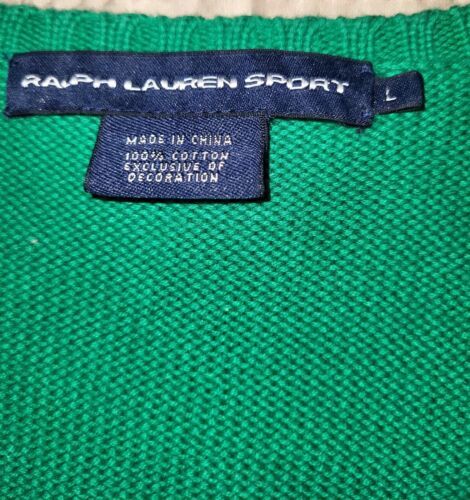 RALPH LAUREN SPORT
L
MADE IN CHINA
100% COTTON
EXCLUSIVE OF
DECORATION